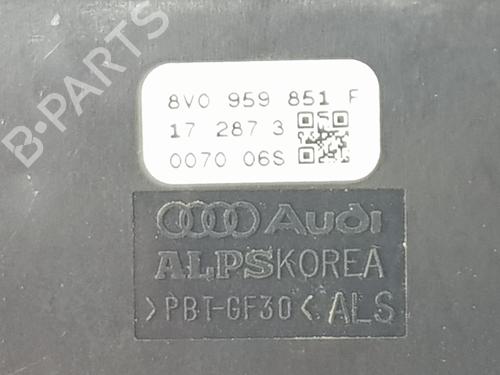 B-PARTS
8V0 959 851 F
17 287 3
0070 06S
Audi
ALPSKOREA
>PBT-GF30< ALS